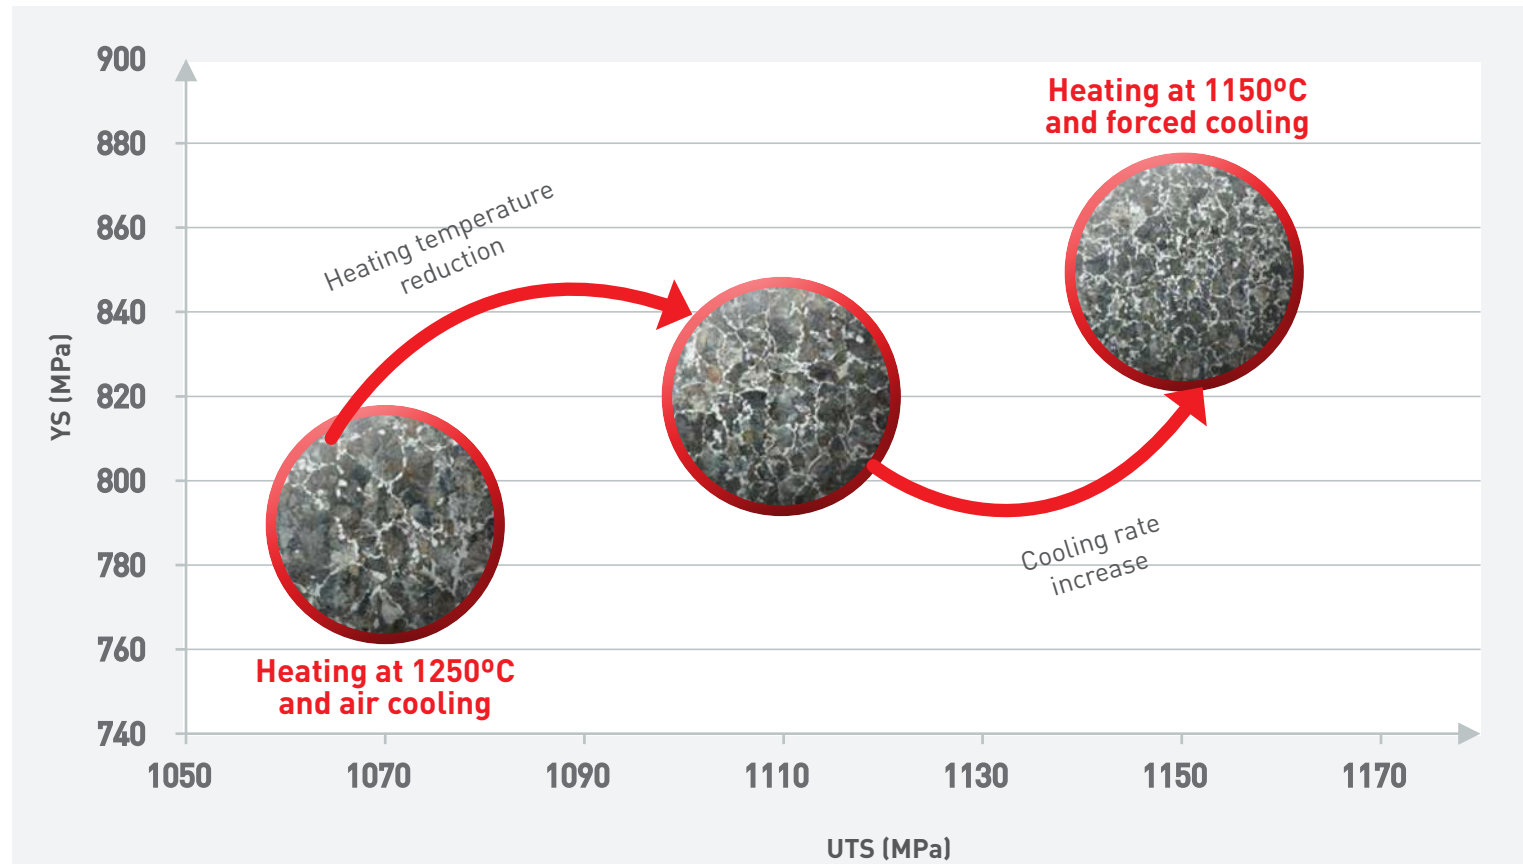 900
Heating at 1150ºC
and forced cooling
880
Heating temperature
reduction
860
840
YS (MPa)
820
800
Cooling rate
increase
780
760
Heating at 1250ºC
and air cooling
740
1050 1070 1090 1110 1130 1150 1170
UTS (MPa)